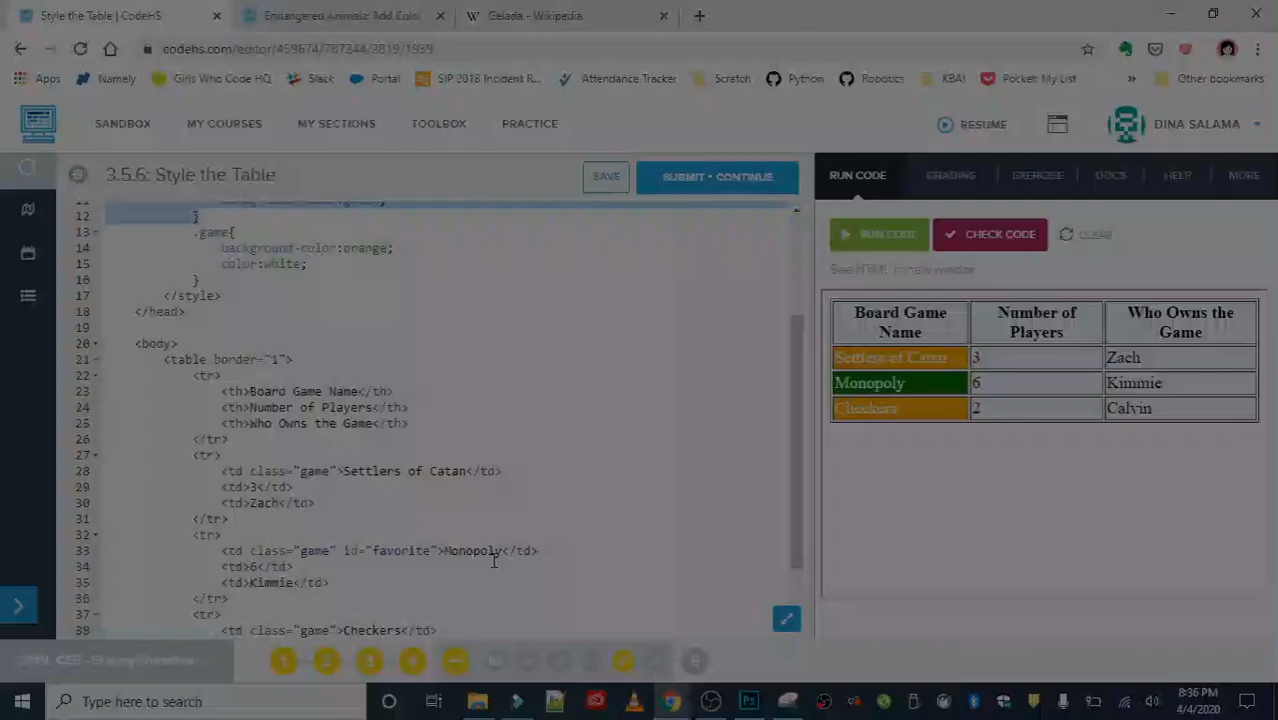 Style the Table | CodeHS
Endangered Animals: Add Color
Gelada - Wikipedia
codehs.com/editor/459674/787244/2819/1939
Apps
Namely
Girls Who Code HQ
Slack
Portal
SIP 2018 Incident R...
Attendance Tracker
Scratch
Python
Robotics
KBAI
Pocket: My List
»
Other bookmarks
SANDBOX
MY COURSES
MY SECTIONS
TOOLBOX
PRACTICE
RESUME
DINA SALAMA
3.5.6: Style the Table
SAVE
SUBMIT + CONTINUE
RUN CODE
GRADING
EXERCISE
DOCS
HELP
MORE
12 }
13 .game{
14 background-color:orange;
15 color:white;
16 }
17 </style>
18 </head>
19
20 <body>
21 <table border="1">
22 <tr>
23 <th>Board Game Name</th>
24 <th>Number of Players</th>
25 <th>Who Owns the Game</th>
26 </tr>
27 <tr>
28 <td class="game">Settlers of Catan</td>
29 <td>3</td>
30 <td>Zach</td>
31 </tr>
32 <tr>
33 <td class="game" id="favorite">Monopoly</td>
34 <td>6</td>
35 <td>Kimmie</td>
36 </tr>
37 <tr>
38 <td class="game">Checkers</td>
RUN CODE
CHECK CODE
CLEAR
See HTML in new window
Board Game Name
Number of Players
Who Owns the Game
Settlers of Catan 3 Zach
Monopoly 6 Kimmie
Checkers 2 Calvin
1 2 3 4
6
Type here to search
8:36 PM
4/4/2020